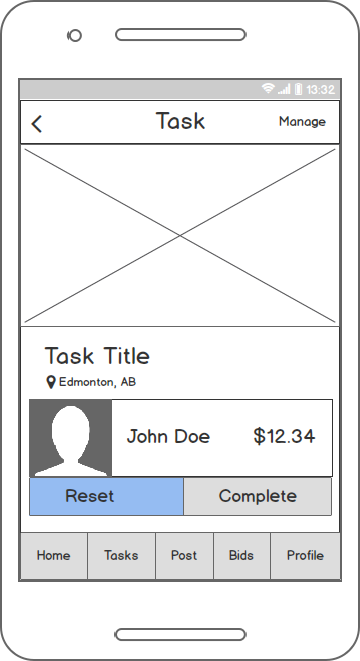 13:32
Task Manage
Task Title
Edmonton, AB
John Doe $12.34
Reset Complete
Home Tasks Post Bids Profile